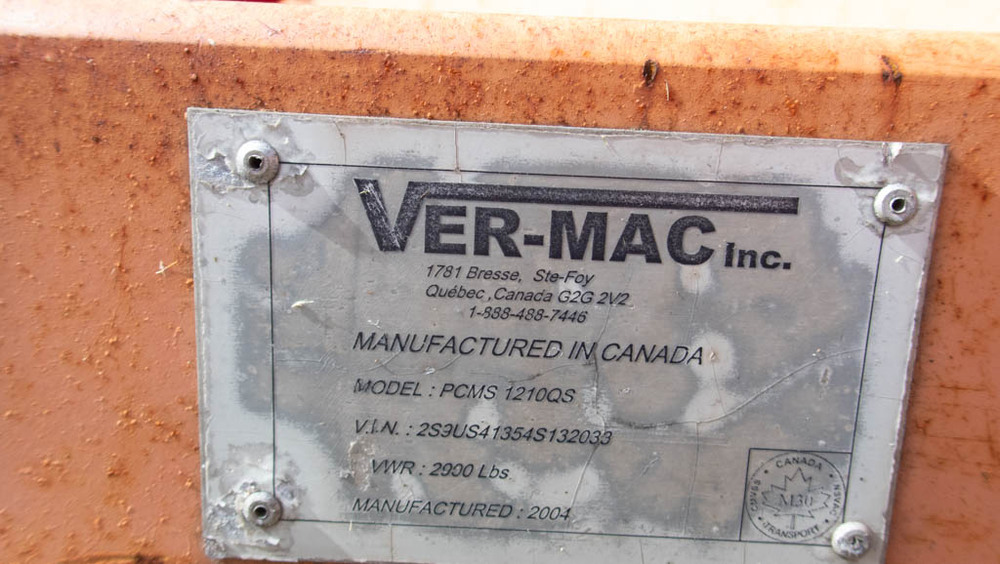 VER-MAC Inc.
1781 Bresse, Ste-Foy
Québec, Canada G2G 2V2
1-888-488-7446
MANUFACTURED IN CANADA
MODEL : PCMS 1210QS
V.I.N. : 2S9US41354S132033
VWR : 2900 Lbs
MANUFACTURED : 2004
CANADA
TRANSPORT